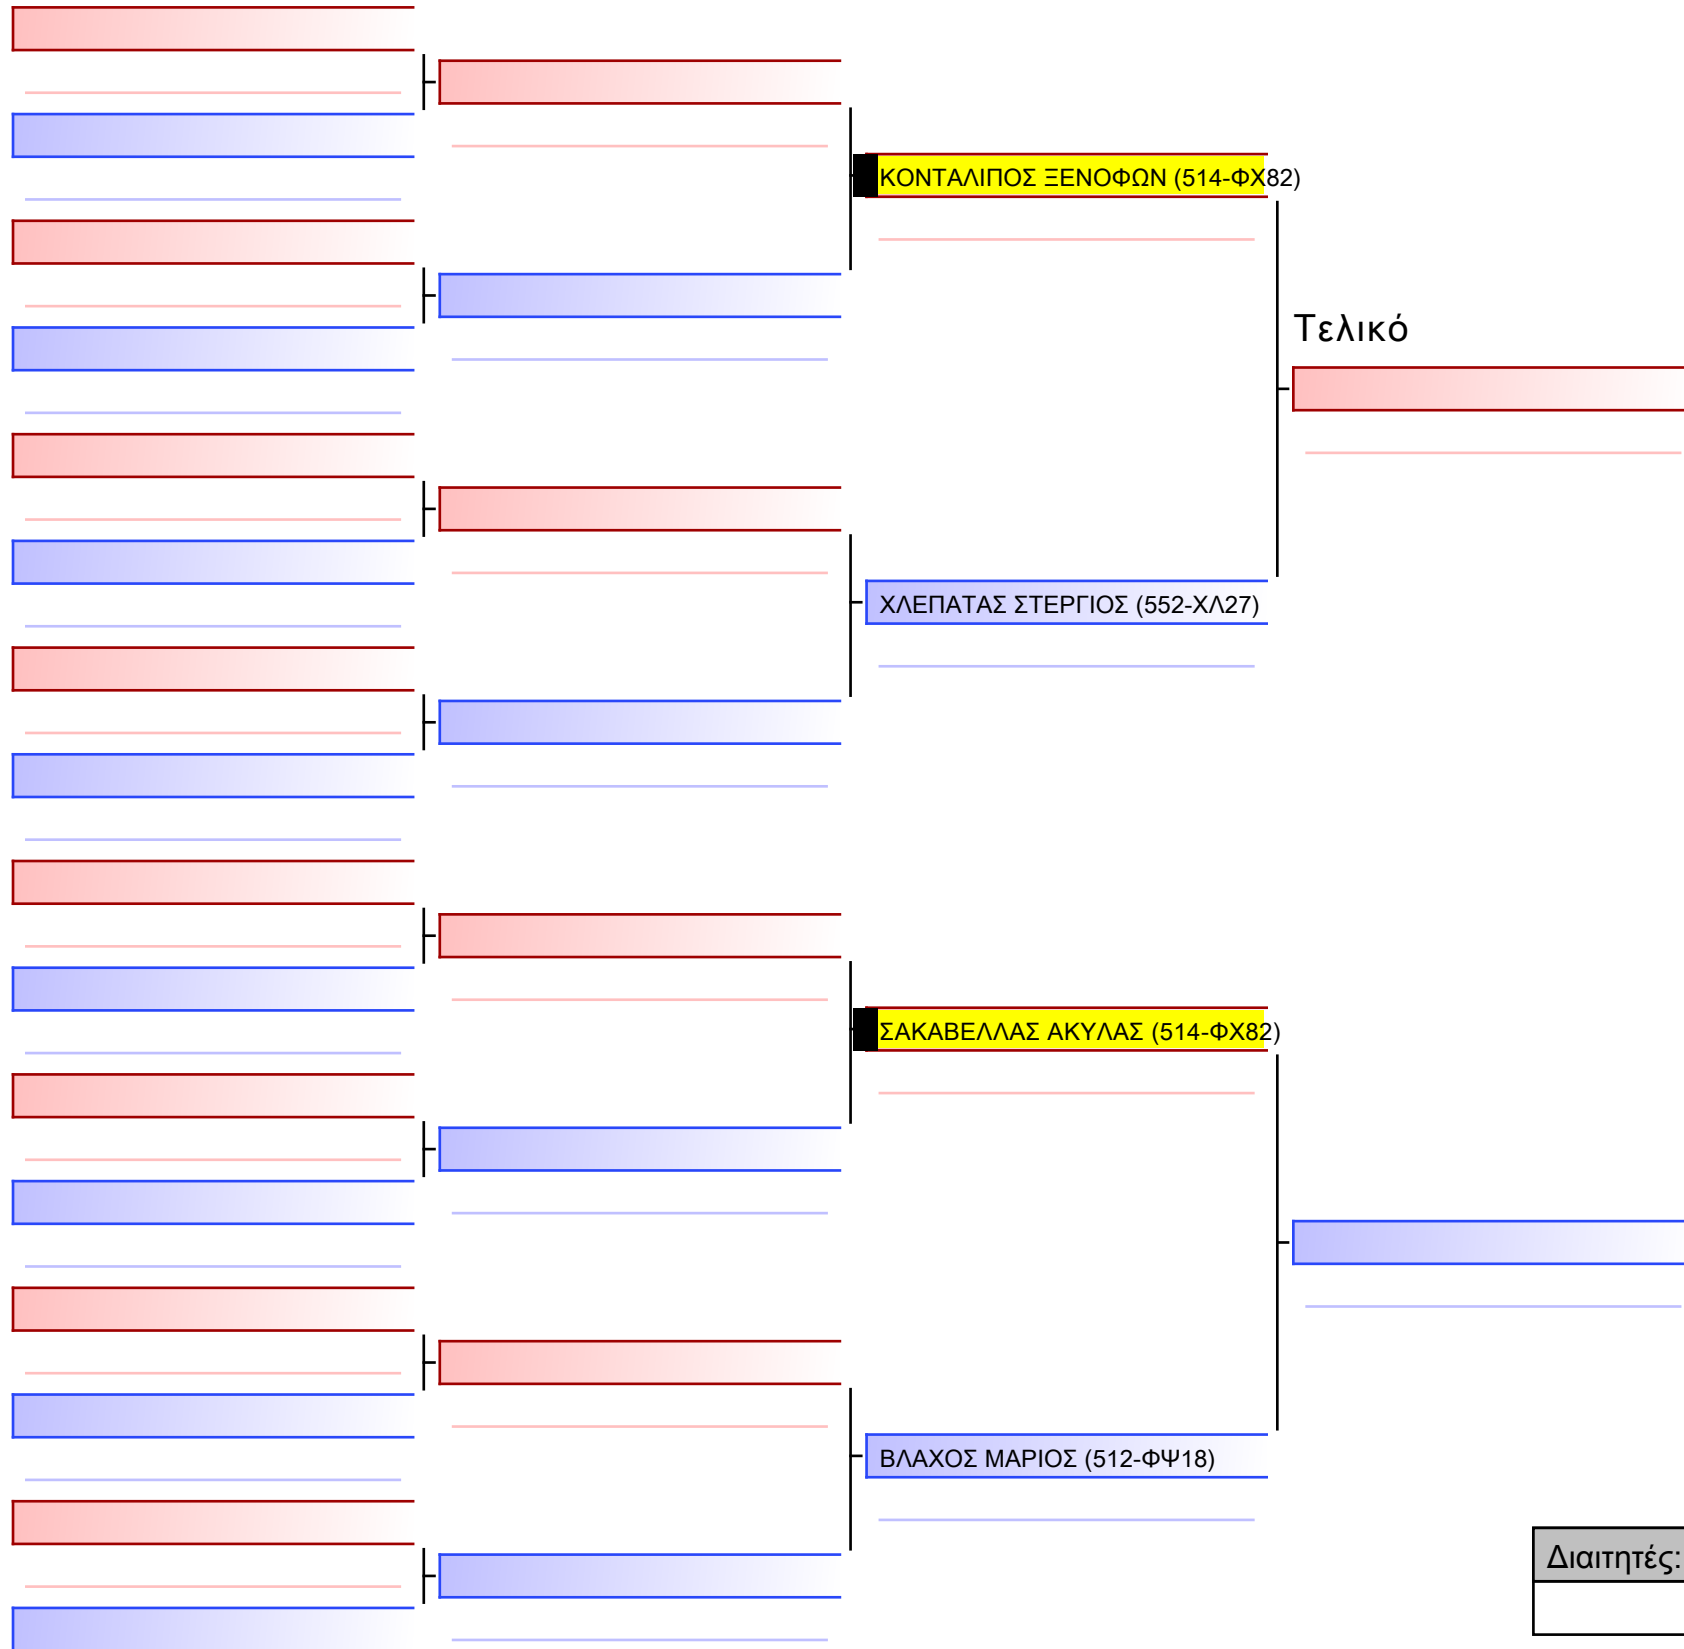 ΚΟΝΤΑΛΙΠΟΣ ΞΕΝΟΦΩΝ (514-ΦΧ82)
Τελικό
ΧΛΕΠΑΤΑΣ ΣΤΕΡΓΙΟΣ (552-ΧΛ27)
ΣΑΚΑΒΕΛΛΑΣ ΑΚΥΛΑΣ (514-ΦΧ82)
ΒΛΑΧΟΣ ΜΑΡΙΟΣ (512-ΦΨ18)
Διαιτητές: